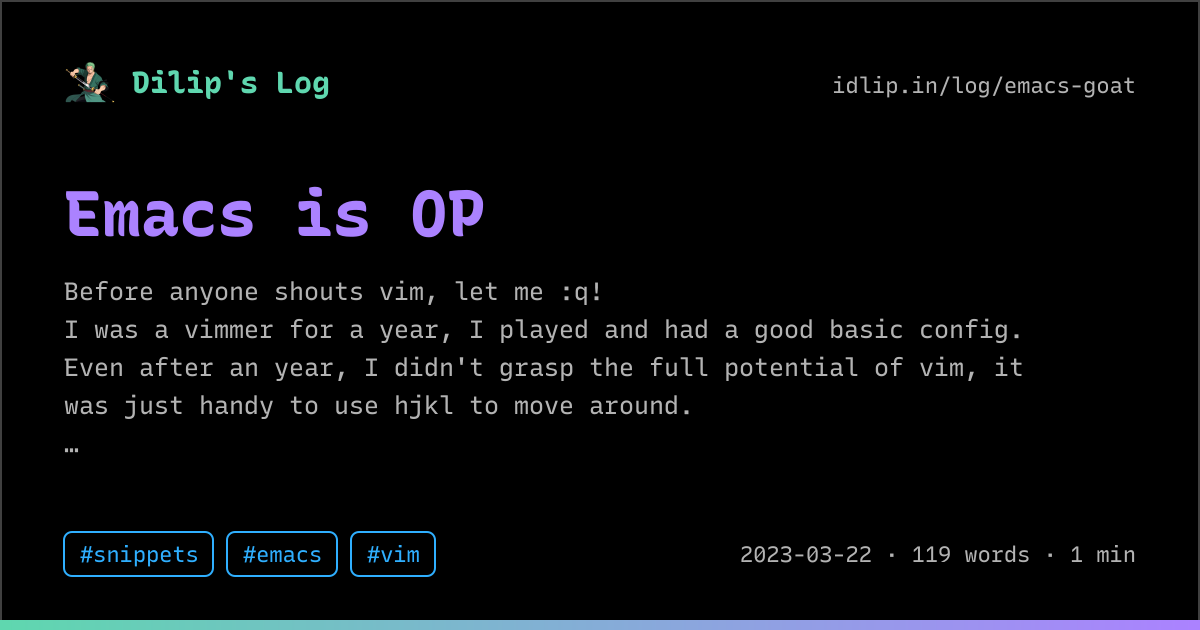 Dilip's Log
idlip.in/log/emacs-goat
Emacs is OP
Before anyone shouts vim, let me :q!
I was a vimmer for a year, I played and had a good basic config.
Even after an year, I didn't grasp the full potential of vim, it
was just handy to use hjkl to move around.
…
#snippets #emacs #vim
2023-03-22 · 119 words · 1 min